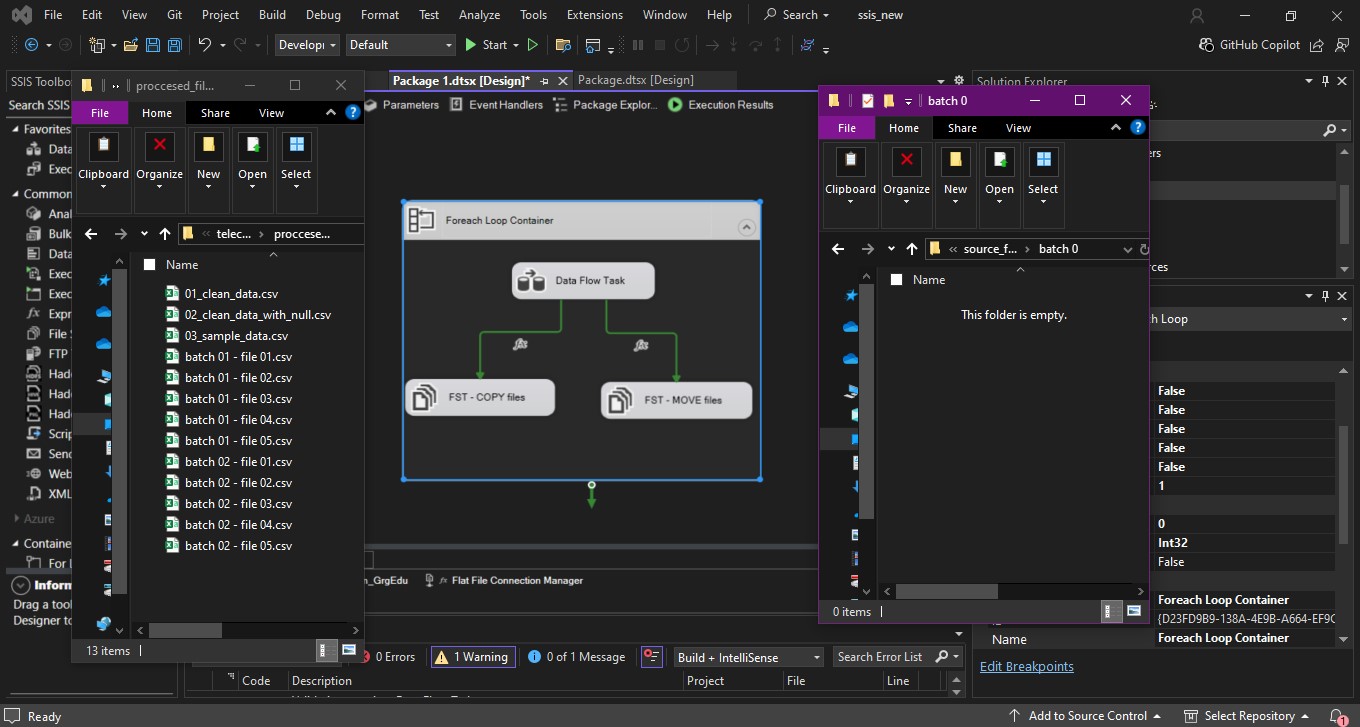 File Edit View Git Project Build Debug Format Test Analyze Tools Extensions Window Help Search ssis_new
Develop Default Start GitHub Copilot
SSIS Toolbo
Search SSIS
Favorites
Data
Exec
Common
Anal
Bulk
Data
Exec
Exec
Expr
File S
FTP
Hado
Hado
Hado
Scrip
Senc
Web
XML
Azure
Containe
For L
Inform
Drag a tool
Designer to
proccesed_fil...
File Home Share View
Clipboard Organize New Open Select
telec... > proccese...
Name
01_clean_data.csv
02_clean_data_with_null.csv
03_sample_data.csv
batch 01 - file 01.csv
batch 01 - file 02.csv
batch 01 - file 03.csv
batch 01 - file 04.csv
batch 01 - file 05.csv
batch 02 - file 01.csv
batch 02 - file 02.csv
batch 02 - file 03.csv
batch 02 - file 04.csv
batch 02 - file 05.csv
13 items
Package 1.dtsx [Design]* Package.dtsx [Design]
Parameters Event Handlers Package Explor... Execution Results
Foreach Loop Container
Data Flow Task
fx fx
FST - COPY files FST - MOVE files
n_GrgEdu fx Flat File Connection Manager
0 Errors 1 Warning 0 of 1 Message Build + IntelliSense Search Error List
Code Description Project File Line
batch 0
File Home Share View
Clipboard Organize New Open Select
source_f... > batch 0
Name
This folder is empty.
0 items
Solution Explorer
ers
ces
ch Loop
False
False
False
False
False
1
0
Int32
False
Foreach Loop Container
{D23FD9B9-138A-4E9B-A664-EF9C
Name Foreach Loop Container
Edit Breakpoints
Ready Add to Source Control Select Repository 1